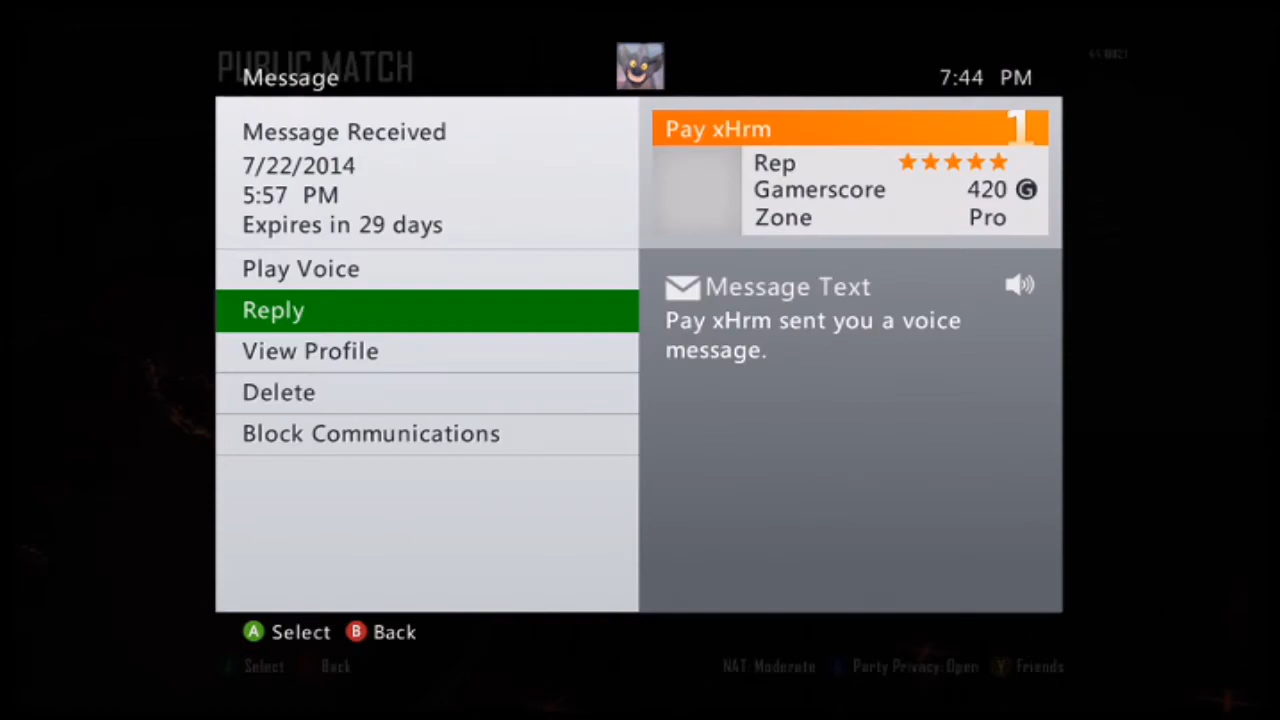 PUBLIC MATCH
Message
7:44 PM
Message Received
7/22/2014
5:57 PM
Expires in 29 days
Play Voice
Reply
View Profile
Delete
Block Communications
Pay xHrm
1
Rep ★★★★★
Gamerscore 420 G
Zone Pro
Message Text
Pay xHrm sent you a voice
message.
A Select B Back
Select Back
NAT: Moderate Party Privacy: Open Y Friends